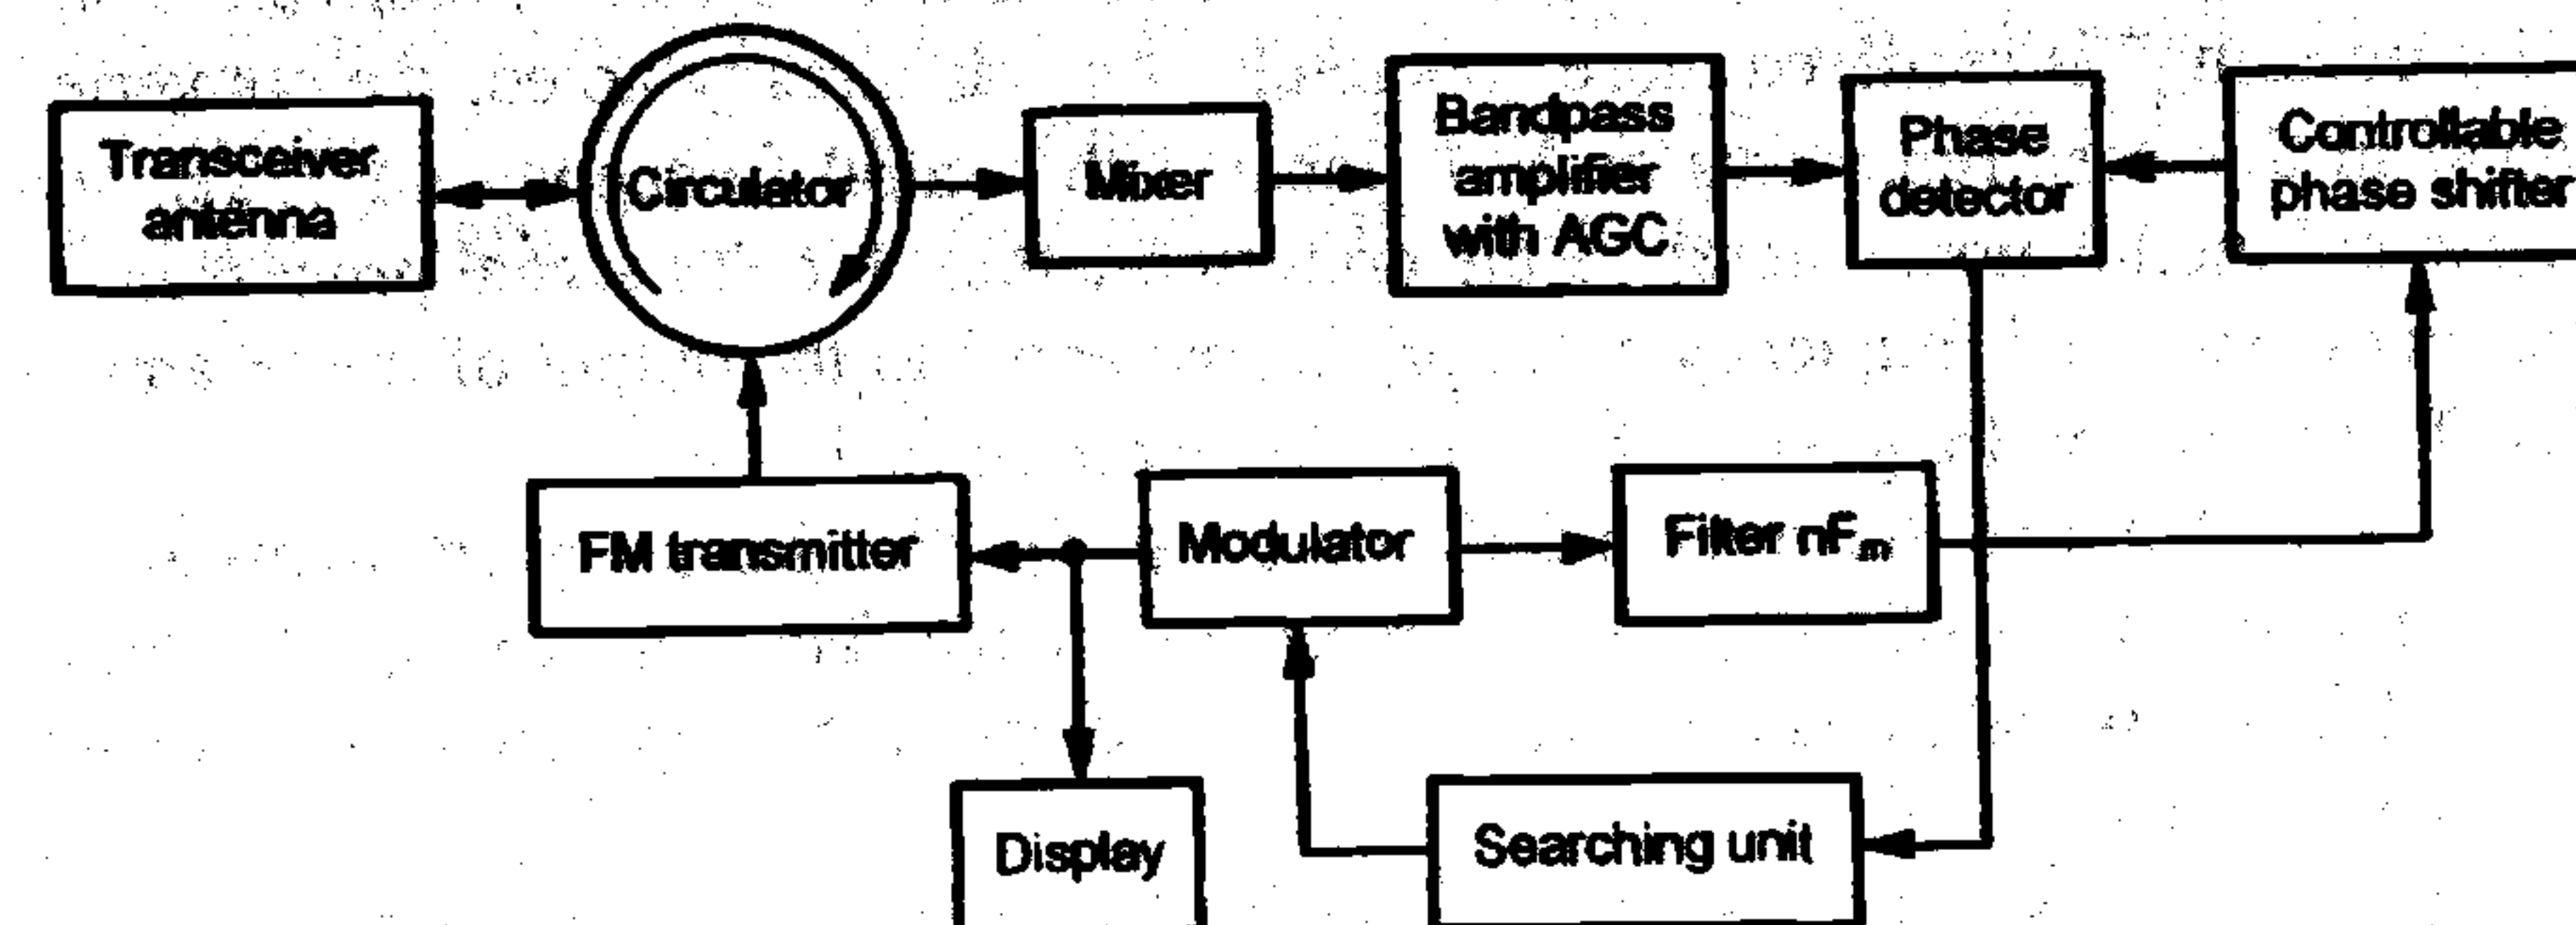 Transceiver
antenna
Circulator
Mixer
Bandpass
amplifier
with AGC
Phase
detector
Controllable
phase shifter
FM transmitter
Modulator
Filter nFm
Display
Searching unit